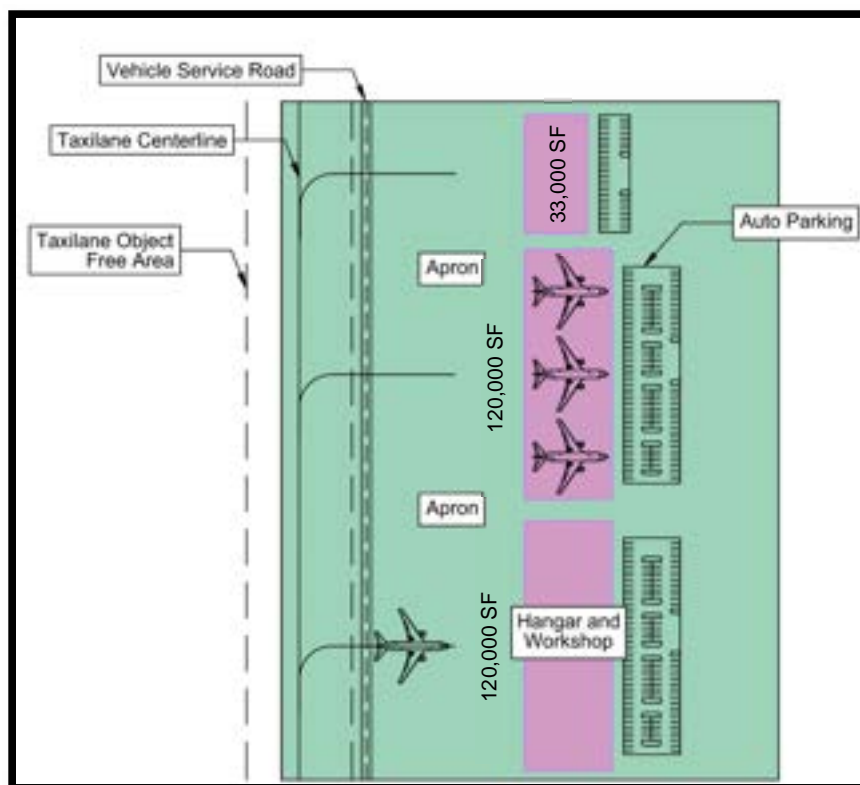 Vehicle Service Road
Taxilane Centerline
33,000 SF
Auto Parking
Taxilane Object
Free Area
Apron
120,000 SF
Apron
120,000 SF
Hangar and
Workshop